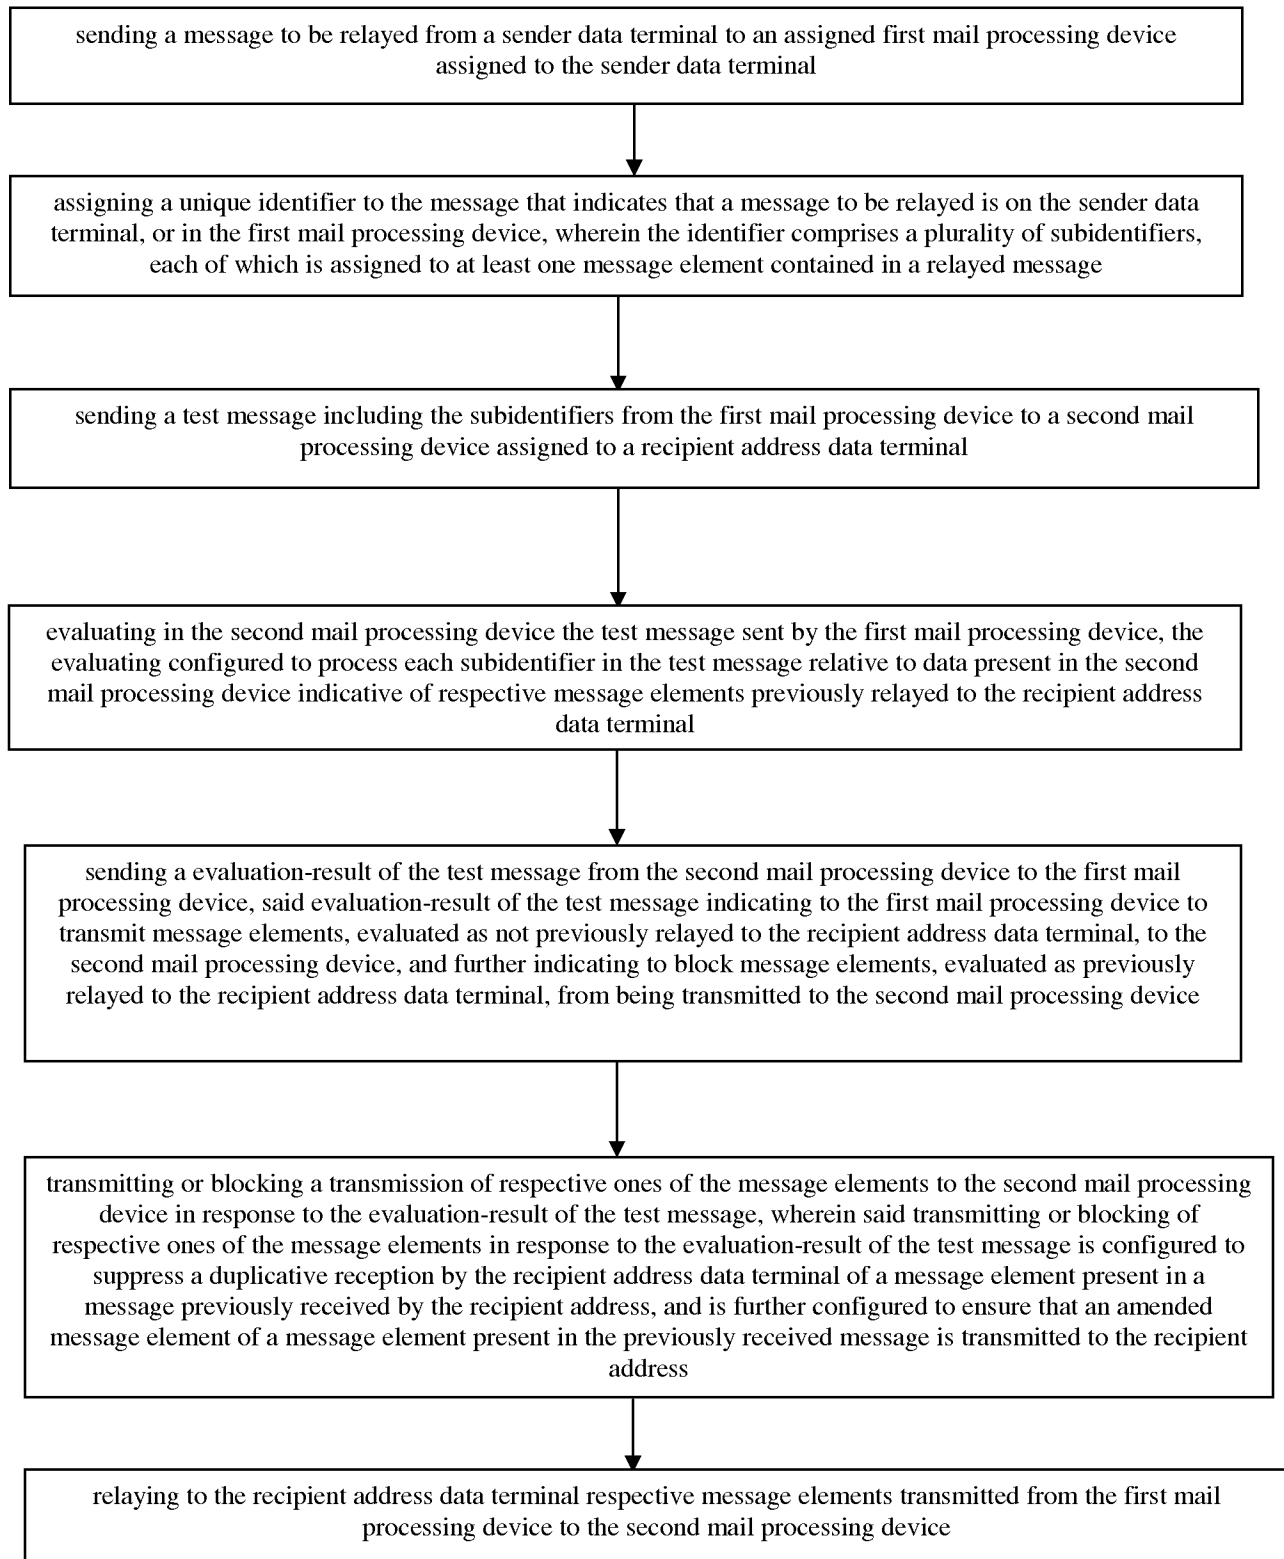 sending a message to be relayed from a sender data terminal to an assigned first mail processing device
assigned to the sender data terminal
assigning a unique identifier to the message that indicates that a message to be relayed is on the sender data
terminal, or in the first mail processing device, wherein the identifier comprises a plurality of subidentifiers,
each of which is assigned to at least one message element contained in a relayed message
sending a test message including the subidentifiers from the first mail processing device to a second mail
processing device assigned to a recipient address data terminal
evaluating in the second mail processing device the test message sent by the first mail processing device, the
evaluating configured to process each subidentifier in the test message relative to data present in the second
mail processing device indicative of respective message elements previously relayed to the recipient address
data terminal
sending a evaluation-result of the test message from the second mail processing device to the first mail
processing device, said evaluation-result of the test message indicating to the first mail processing device to
transmit message elements, evaluated as not previously relayed to the recipient address data terminal, to the
second mail processing device, and further indicating to block message elements, evaluated as previously
relayed to the recipient address data terminal, from being transmitted to the second mail processing device
transmitting or blocking a transmission of respective ones of the message elements to the second mail processing
device in response to the evaluation-result of the test message, wherein said transmitting or blocking of
respective ones of the message elements in response to the evaluation-result of the test message is configured to
suppress a duplicative reception by the recipient address data terminal of a message element present in a
message previously received by the recipient address, and is further configured to ensure that an amended
message element of a message element present in the previously received message is transmitted to the recipient
address
relaying to the recipient address data terminal respective message elements transmitted from the first mail
processing device to the second mail processing device